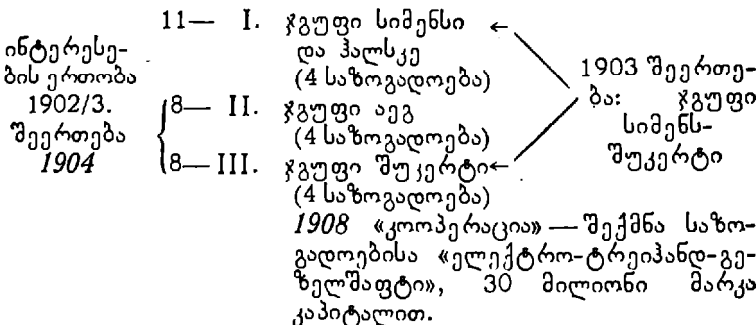 ინტერესე-
ბის ერთობა
1902/3.
შეერთება
1904
11— I. ჯგუფი სიმენსი
და ჰალსკე
(4 საზოგადოება)
8— II. ჯგუფი აეგ
(4 საზოგადოება)
8— III. ჯგუფი შუკერტი
(4 საზოგადოება)
1903 შეერთე-
ბა: ჯგუფი
სიმენს-
შუკერტი
1908 «კოოპერაცია» — შექმნა საზო-
გადოებისა «ელექტრო-ტრეიჰანდ-გე-
ზელშაფტი», 30 მილიონი მარკა
კაპიტალით.